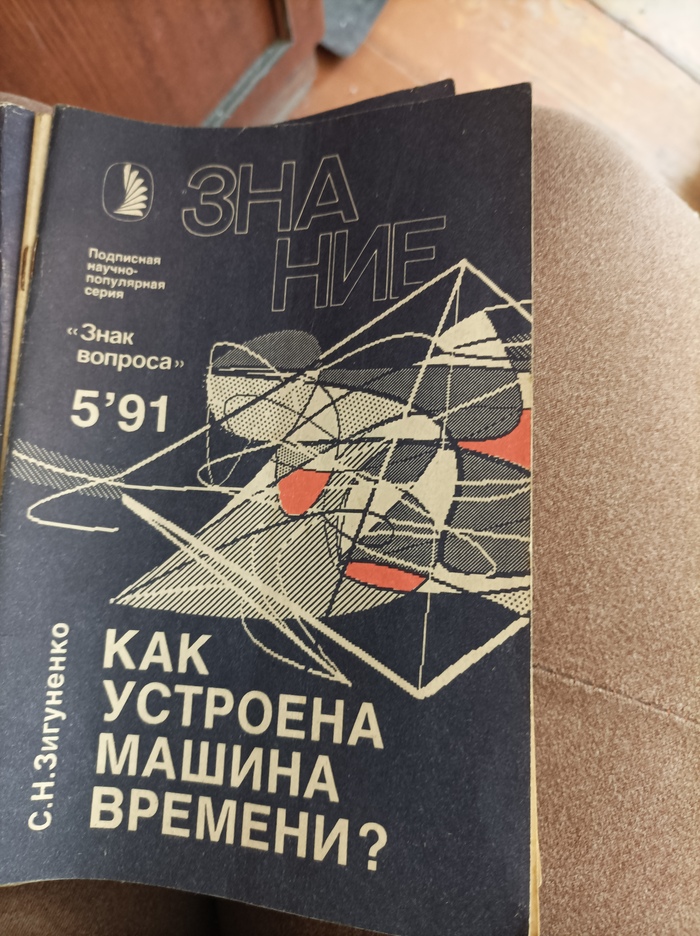 ЗНА
НИЕ
Подписная
научно-
популярная
серия
«Знак
вопроса»
5'91
С.Н.Зигуненко
КАК
УСТРОЕНА
МАШИНА
ВРЕМЕНИ?